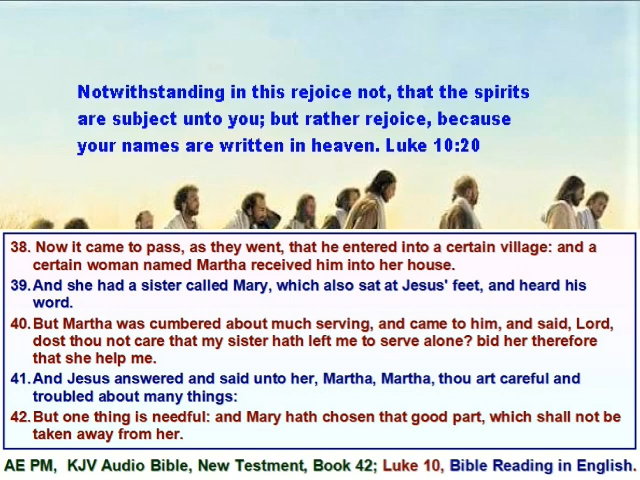 Notwithstanding in this rejoice not, that the spirits
are subject unto you; but rather rejoice, because
your names are written in heaven. Luke 10:20
38. Now it came to pass, as they went, that he entered into a certain village: and a
certain woman named Martha received him into her house.
39. And she had a sister called Mary, which also sat at Jesus' feet, and heard his
word.
40. But Martha was cumbered about much serving, and came to him, and said, Lord,
dost thou not care that my sister hath left me to serve alone? bid her therefore
that she help me.
41. And Jesus answered and said unto her, Martha, Martha, thou art careful and
troubled about many things:
42. But one thing is needful: and Mary hath chosen that good part, which shall not be
taken away from her.
AE PM, KJV Audio Bible, New Testment, Book 42; Luke 10, Bible Reading in English.